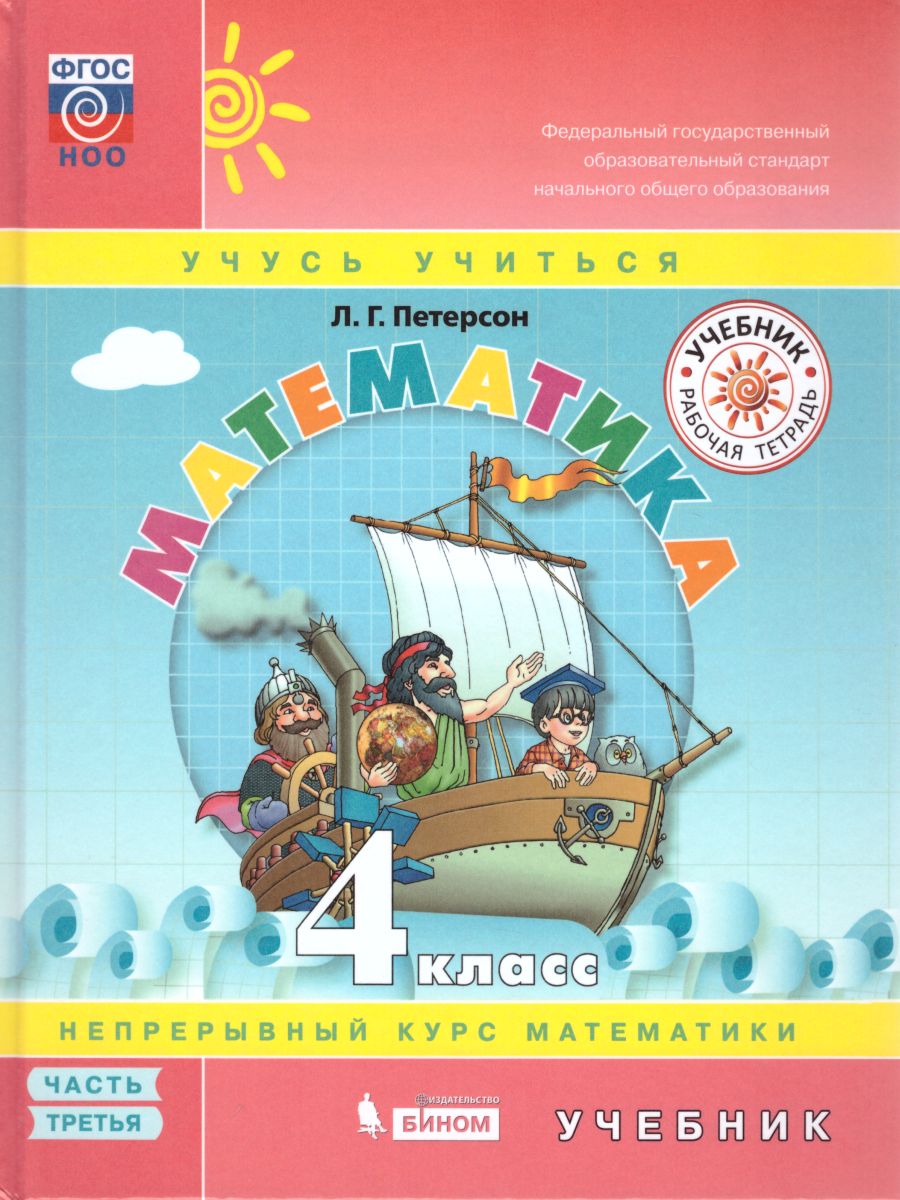 ФГОС
НОО
Федеральный государственный
образовательный стандарт
начального общего образования
УЧУСЬ УЧИТЬСЯ
Л. Г. Петерсон
МАТЕМАТИКА
УЧЕБНИК
РАБОЧАЯ ТЕТРАДЬ
4 класс
НЕПРЕРЫВНЫЙ КУРС МАТЕМАТИКИ
ЧАСТЬ
ТРЕТЬЯ
ИЗДАТЕЛЬСТВО
БИНОМ
УЧЕБНИК